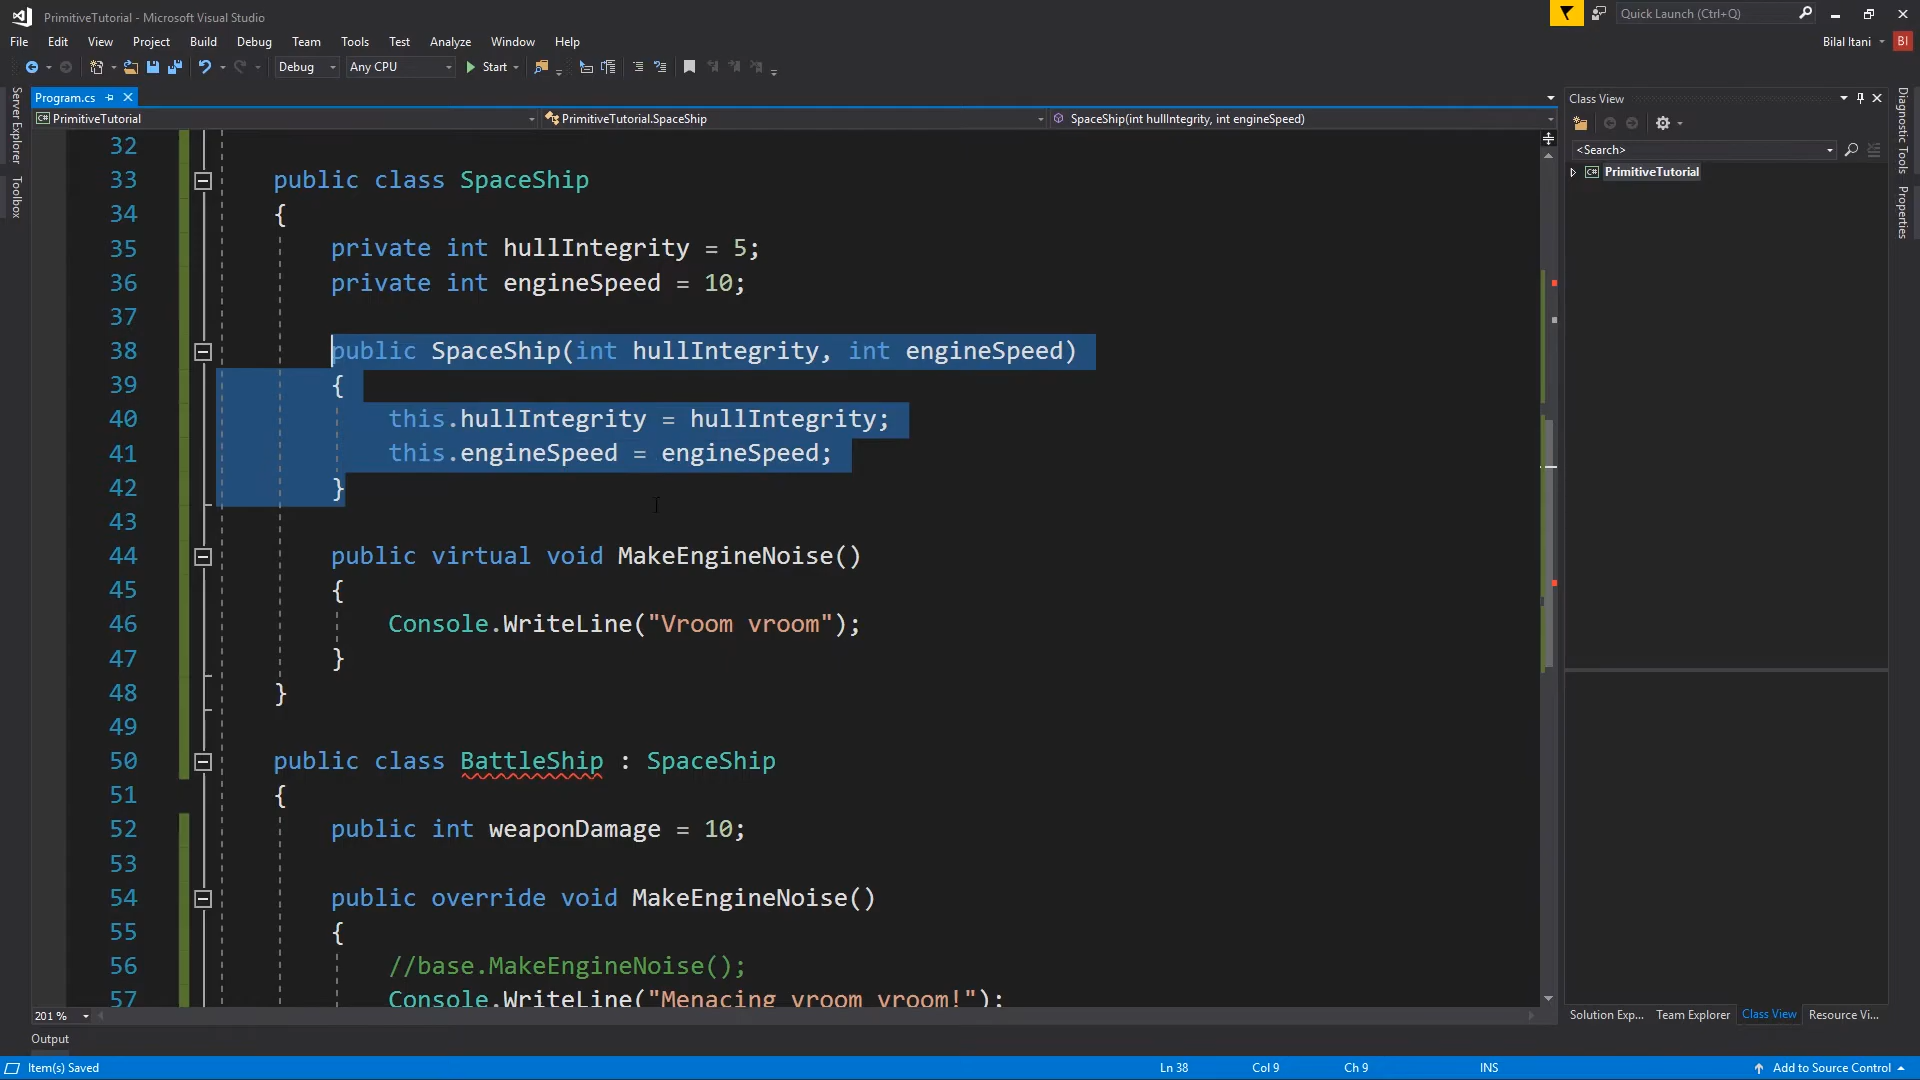 PrimitiveTutorial - Microsoft Visual Studio
Quick Launch (Ctrl+Q)
File Edit View Project Build Debug Team Tools Test Analyze Window Help
Bilal Itani BI
Debug Any CPU Start
Program.cs
Class View
PrimitiveTutorial PrimitiveTutorial.SpaceShip SpaceShip(int hullIntegrity, int engineSpeed)
<Search>
PrimitiveTutorial
Server Explorer
Toolbox
Diagnostic Tools
Properties
32
33 public class SpaceShip
34 {
35 private int hullIntegrity = 5;
36 private int engineSpeed = 10;
37
38 public SpaceShip(int hullIntegrity, int engineSpeed)
39 {
40 this.hullIntegrity = hullIntegrity;
41 this.engineSpeed = engineSpeed;
42 }
43
44 public virtual void MakeEngineNoise()
45 {
46 Console.WriteLine("Vroom vroom");
47 }
48 }
49
50 public class BattleShip : SpaceShip
51 {
52 public int weaponDamage = 10;
53
54 public override void MakeEngineNoise()
55 {
56 //base.MakeEngineNoise();
57 Console.WriteLine("Menacing vroom vroom!");
201 %
Solution Exp... Team Explorer Class View Resource Vi...
Output
Item(s) Saved Ln 38 Col 9 Ch 9 INS Add to Source Control